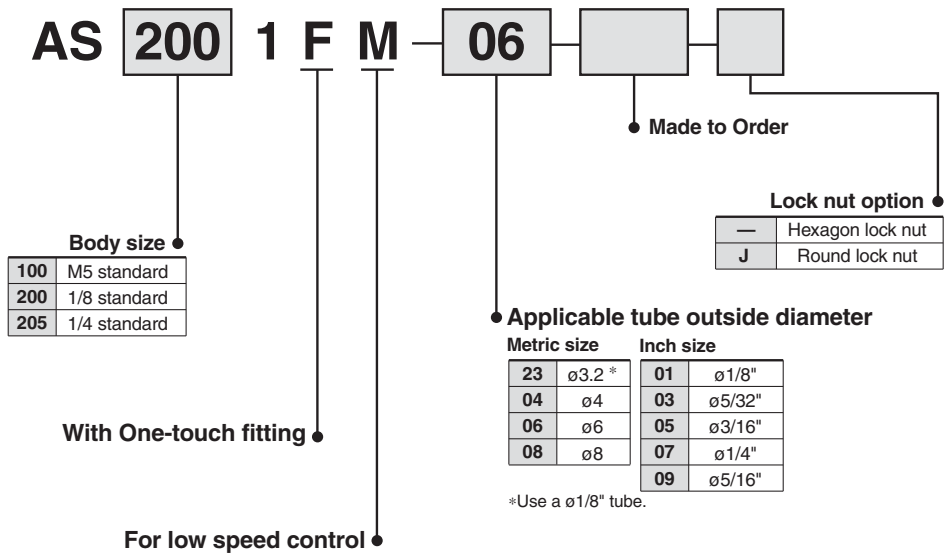 AS 200 1 F M — 06 — —
Made to Order
Lock nut option
— Hexagon lock nut
J Round lock nut
Body size
100 M5 standard
200 1/8 standard
205 1/4 standard
Applicable tube outside diameter
Metric size
23 ø3.2 *
04 ø4
06 ø6
08 ø8
Inch size
01 ø1/8"
03 ø5/32"
05 ø3/16"
07 ø1/4"
09 ø5/16"
*Use a ø1/8" tube.
With One-touch fitting
For low speed control